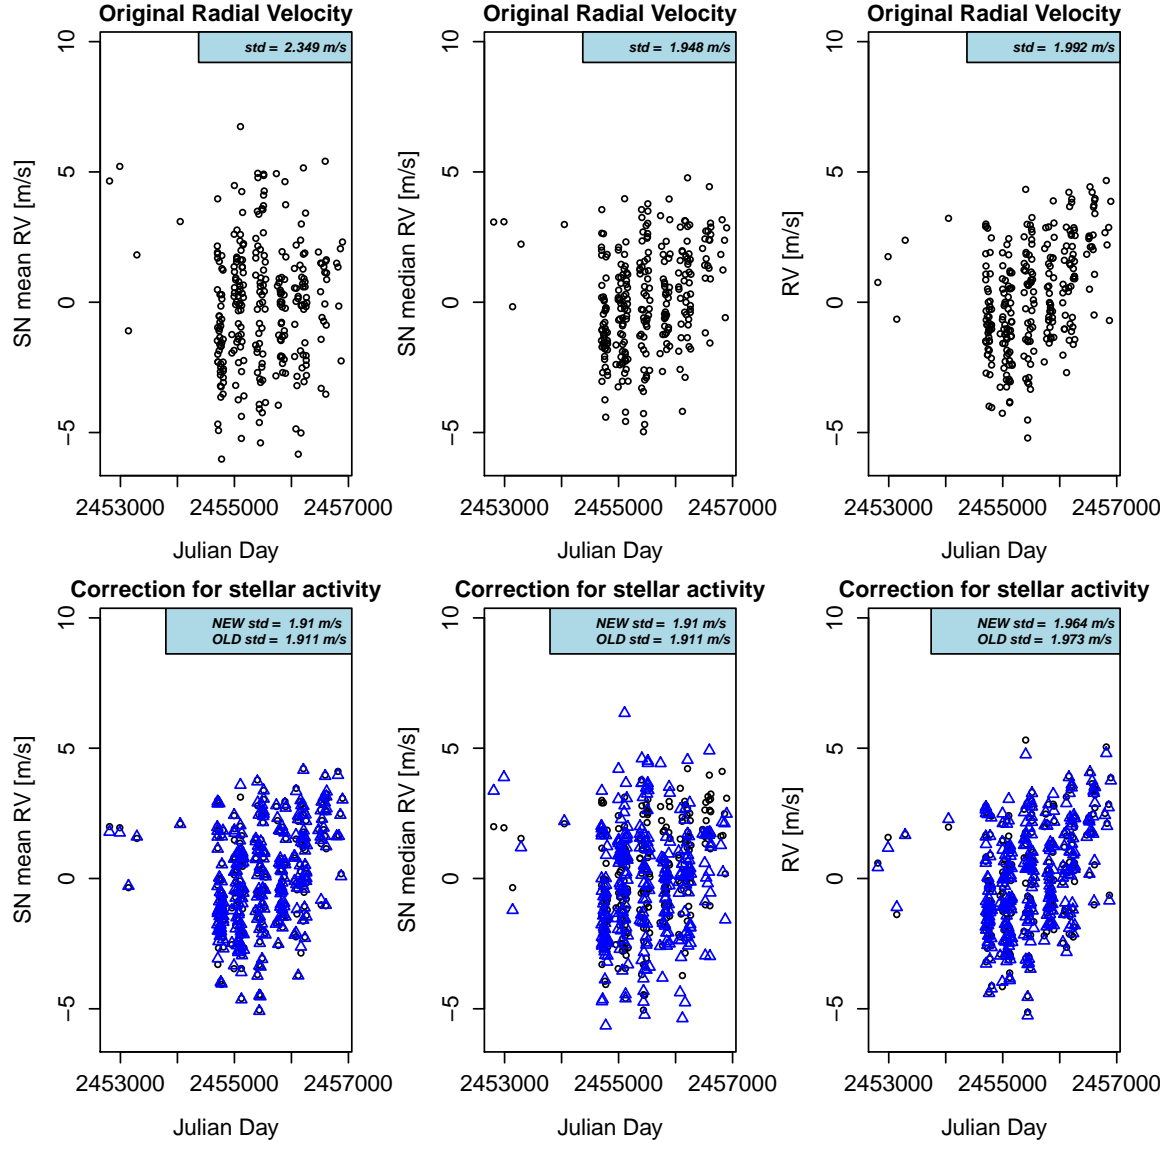 Original Radial Velocity
std = 2.349 m/s
SN mean RV [m/s]
10
5
0
−5
2453000
2455000
2457000
Julian Day
Original Radial Velocity
std = 1.948 m/s
SN median RV [m/s]
10
5
0
−5
2453000
2455000
2457000
Julian Day
Original Radial Velocity
std = 1.992 m/s
RV [m/s]
10
5
0
−5
2453000
2455000
2457000
Julian Day
Correction for stellar activity
NEW std = 1.91 m/s
OLD std = 1.911 m/s
SN mean RV [m/s]
10
5
0
−5
2453000
2455000
2457000
Julian Day
Correction for stellar activity
NEW std = 1.91 m/s
OLD std = 1.911 m/s
SN median RV [m/s]
10
5
0
−5
2453000
2455000
2457000
Julian Day
Correction for stellar activity
NEW std = 1.964 m/s
OLD std = 1.973 m/s
RV [m/s]
10
5
0
−5
2453000
2455000
2457000
Julian Day